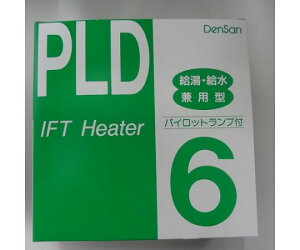 DenSan
PLD
IFT Heater
給湯・給水
兼用型
パイロットランプ付
6